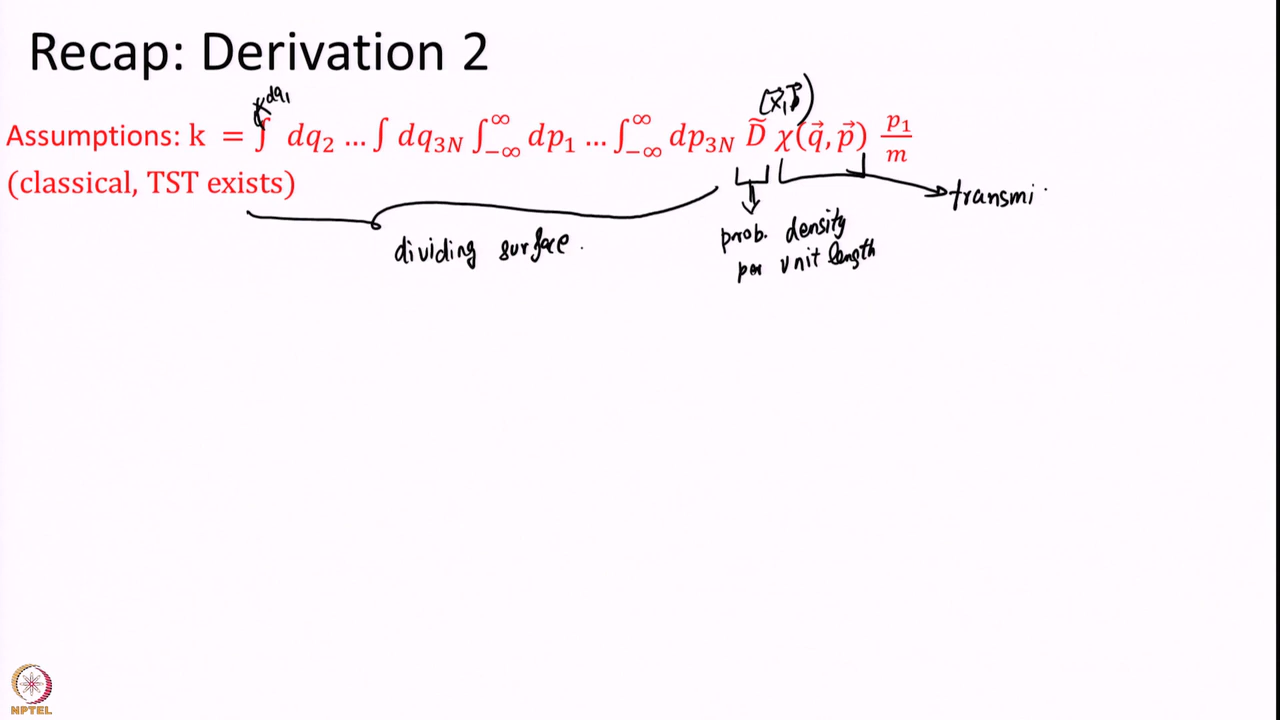 Recap: Derivation 2
dq₁
(x⃗, p⃗)
Assumptions: k = ∫ dq₂ … ∫ dq₃N ∫₋∞^∞ dp₁ … ∫₋∞^∞ dp₃N D̃ χ(q⃗, p⃗) p₁/m
(classical, TST exists)
transmi
dividing surface.
prob. density
per unit length
NPTEL